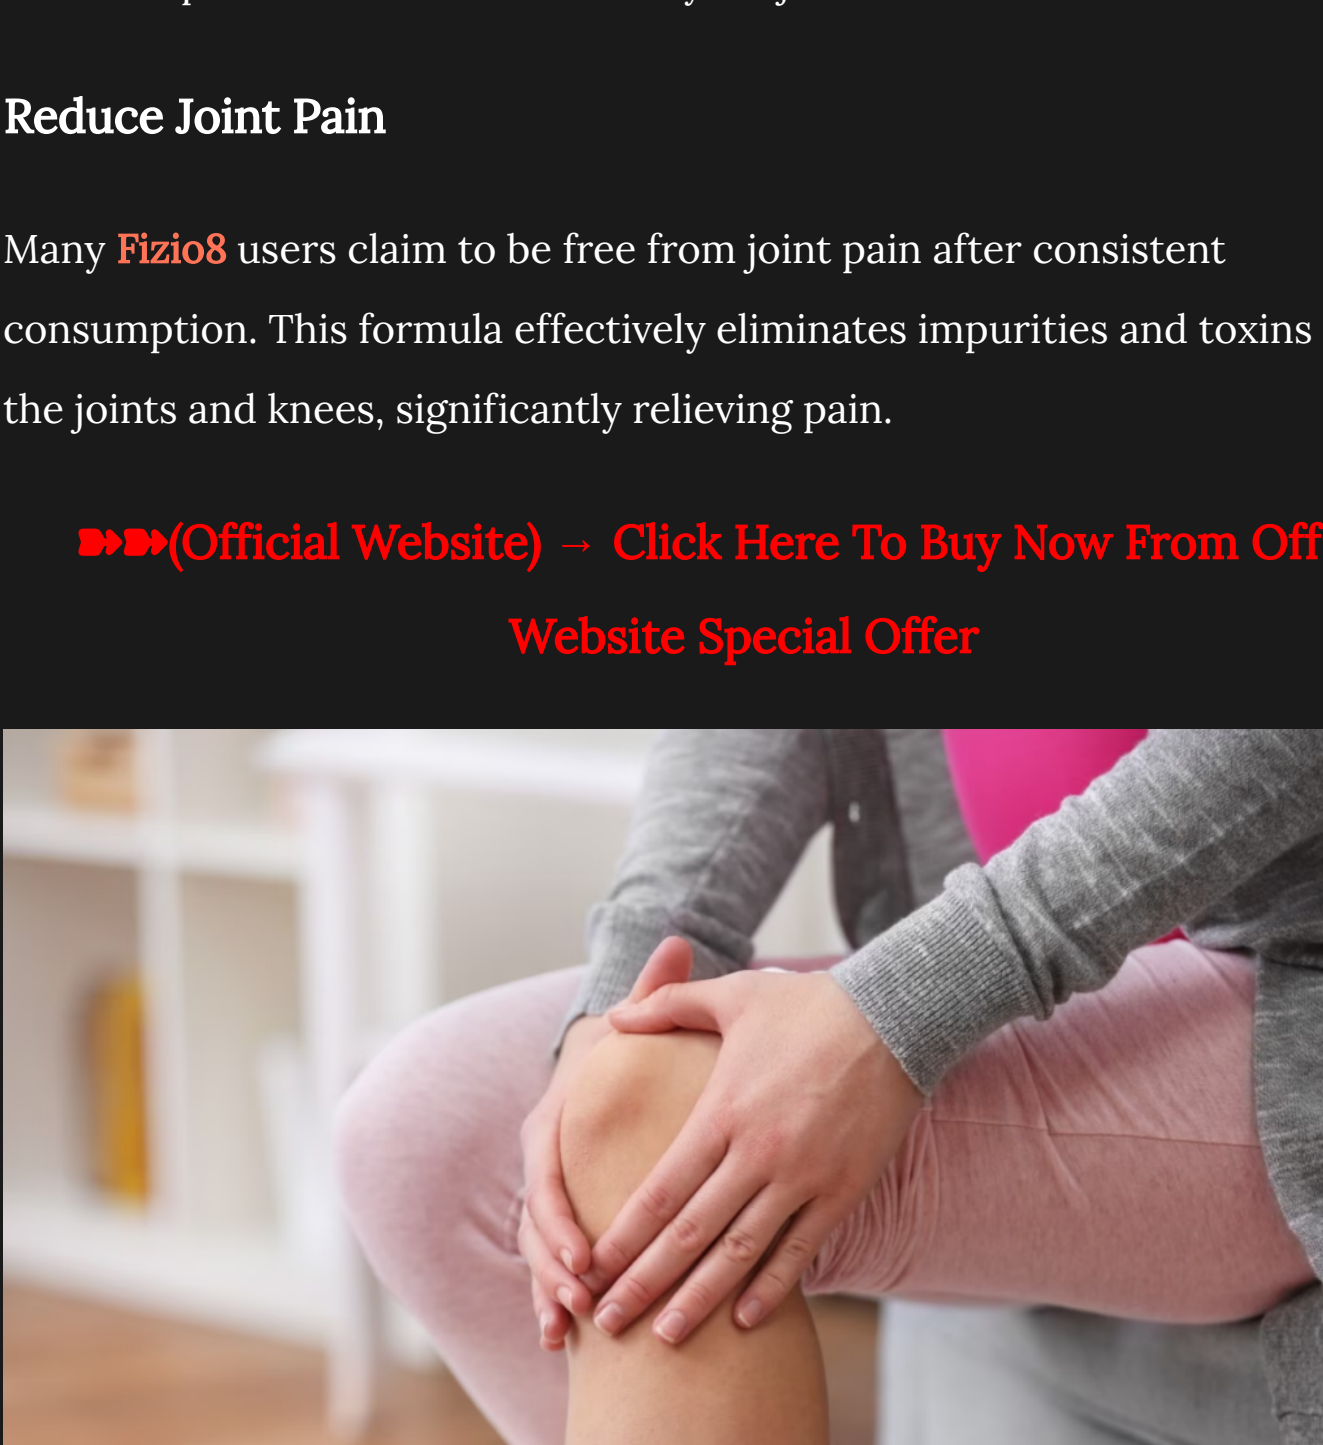 Reduce Joint Pain
Many Fizio8 users claim to be free from joint pain after consistent
consumption. This formula effectively eliminates impurities and toxins
the joints and knees, significantly relieving pain.
➽➽(Official Website) → Click Here To Buy Now From
Website Special Offer